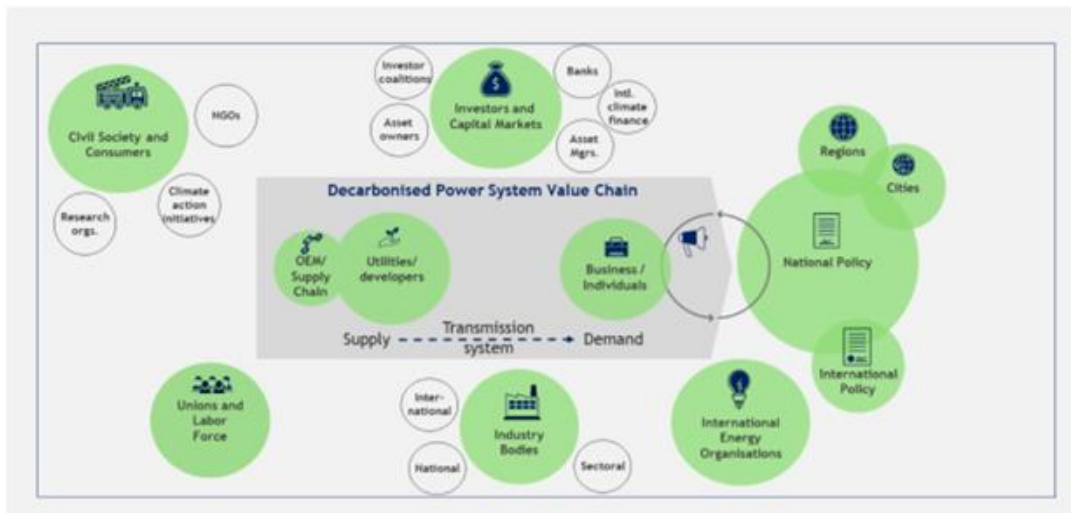 Investor
coalitions
Banks
Investors and
Capital Markets
Intl.
climate
finance
Asset
owners
Asset
Mgrs.
NGOs
Civil Society and
Consumers
Climate
action
initiatives
Research
orgs.
Regions
Cities
Decarbonised Power System Value Chain
OEM/
Supply
Chain
Utilities/
developers
Business /
Individuals
National Policy
Supply
Transmission
system
Demand
International
Policy
Unions and
Labor
Force
Inter-
national
National
Industry
Bodies
Sectoral
International
Energy
Organisations